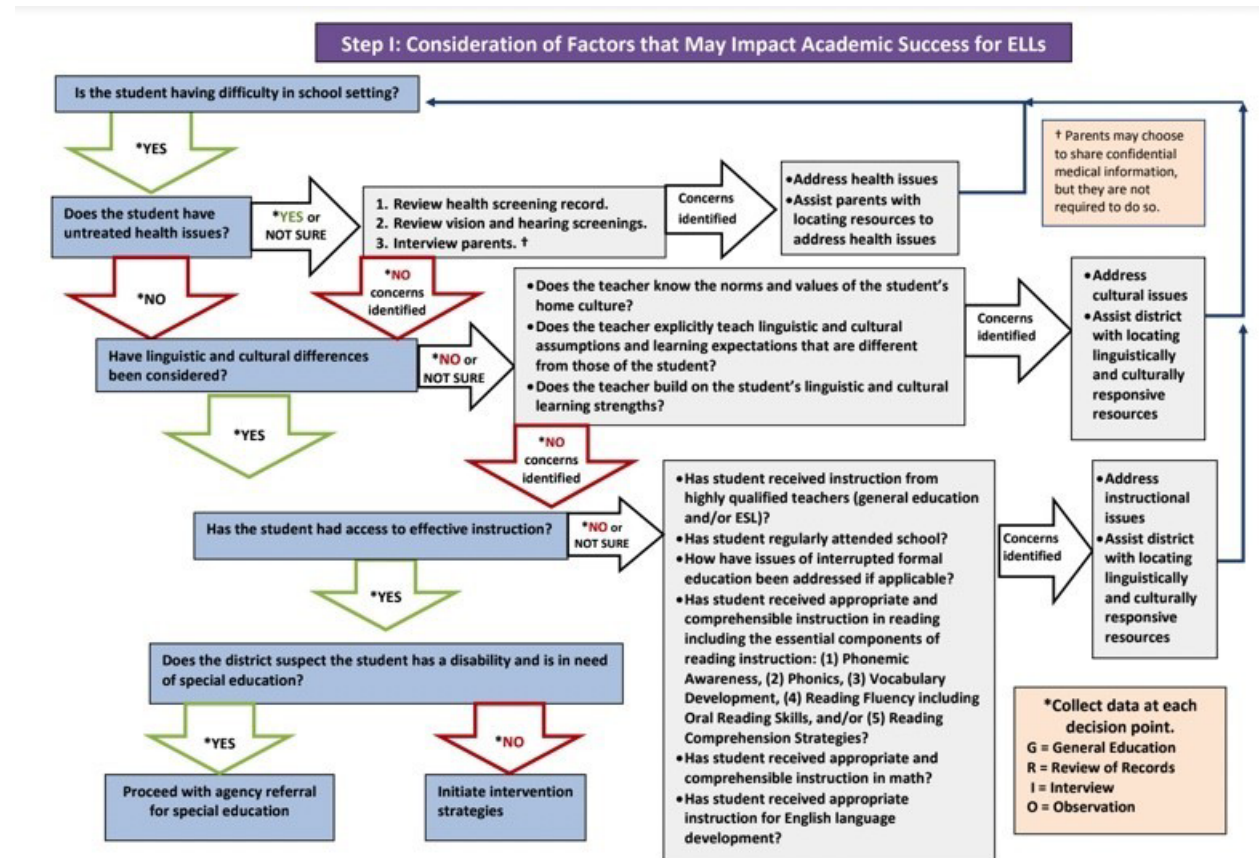 Step I: Consideration of Factors that May Impact Academic Success for ELLs
Is the student having difficulty in school setting?
*YES
† Parents may choose
to share confidential
medical information,
but they are not
required to do so.
Does the student have
untreated health issues?
*YES or
NOT SURE
1. Review health screening record.
2. Review vision and hearing screenings.
3. Interview parents. †
Concerns
identified
•Address health issues
•Assist parents with
locating resources to
address health issues
*NO
*NO
concerns
identified
Have linguistic and cultural differences
been considered?
*NO or
NOT SURE
•Does the teacher know the norms and values of the student's
home culture?
•Does the teacher explicitly teach linguistic and cultural
assumptions and learning expectations that are different
from those of the student?
•Does the teacher build on the student's linguistic and cultural
learning strengths?
Concerns
identified
•Address
cultural issues
•Assist district
with locating
linguistically
and culturally
responsive
resources
*YES
*NO
concerns
identified
Has the student had access to effective instruction?
*NO or
NOT SURE
•Has student received instruction from
highly qualified teachers (general education
and/or ESL)?
•Has student regularly attended school?
•How have issues of interrupted formal
education been addressed if applicable?
•Has student received appropriate and
comprehensible instruction in reading
including the essential components of
reading instruction: (1) Phonemic
Awareness, (2) Phonics, (3) Vocabulary
Development, (4) Reading Fluency including
Oral Reading Skills, and/or (5) Reading
Comprehension Strategies?
•Has student received appropriate and
comprehensible instruction in math?
•Has student received appropriate
instruction for English language
development?
Concerns
identified
•Address
instructional
issues
•Assist district
with locating
linguistically
and culturally
responsive
resources
*YES
Does the district suspect the student has a disability and is in need
of special education?
*YES
*NO
Proceed with agency referral
for special education
Initiate intervention
strategies
*Collect data at each
decision point.
G = General Education
R = Review of Records
I = Interview
O = Observation